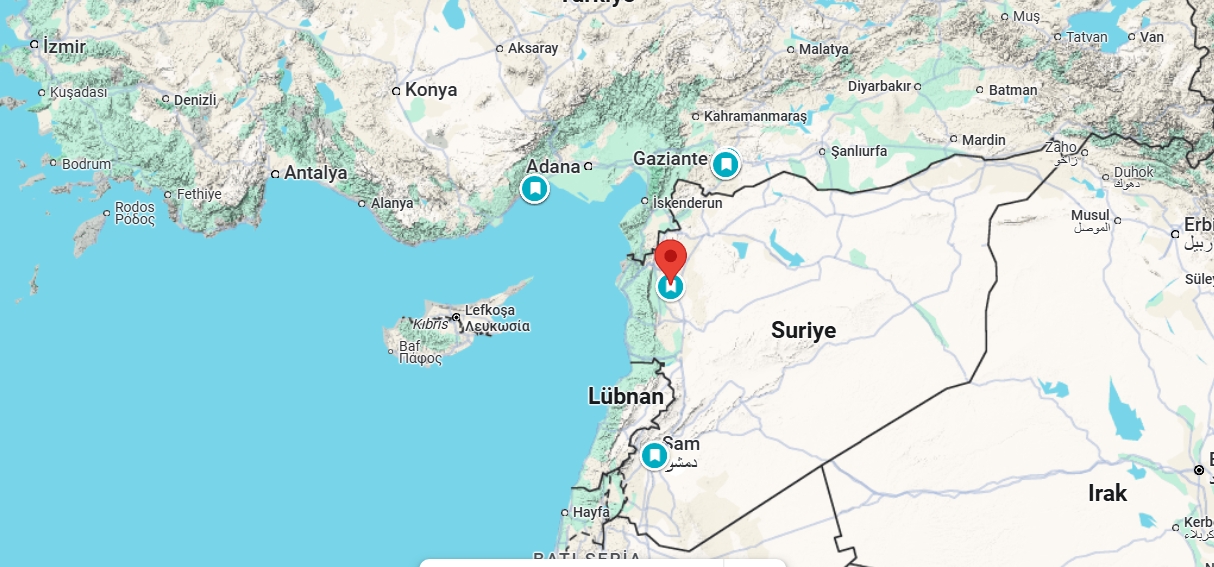 Türkiye
Muş
İzmir
Aksaray
Malatya
Tatvan
Van
Kuşadası
Denizli
Konya
Diyarbakır
Batman
Kahramanmaraş
Mardin
Zaho
زاخو
Bodrum
Antalya
Adana
Gaziante
Şanlıurfa
Duhok
دهوك
Fethiye
Alanya
İskenderun
Rodos
Ρόδος
Musul
الموصل
Erbi
Süley
Lefkoşa
Λευκωσία
Kıbrıs
Baf
Πάφος
Suriye
Lübnan
Şam
Irak
Hayfa
Kerb
BATI ŞERİA